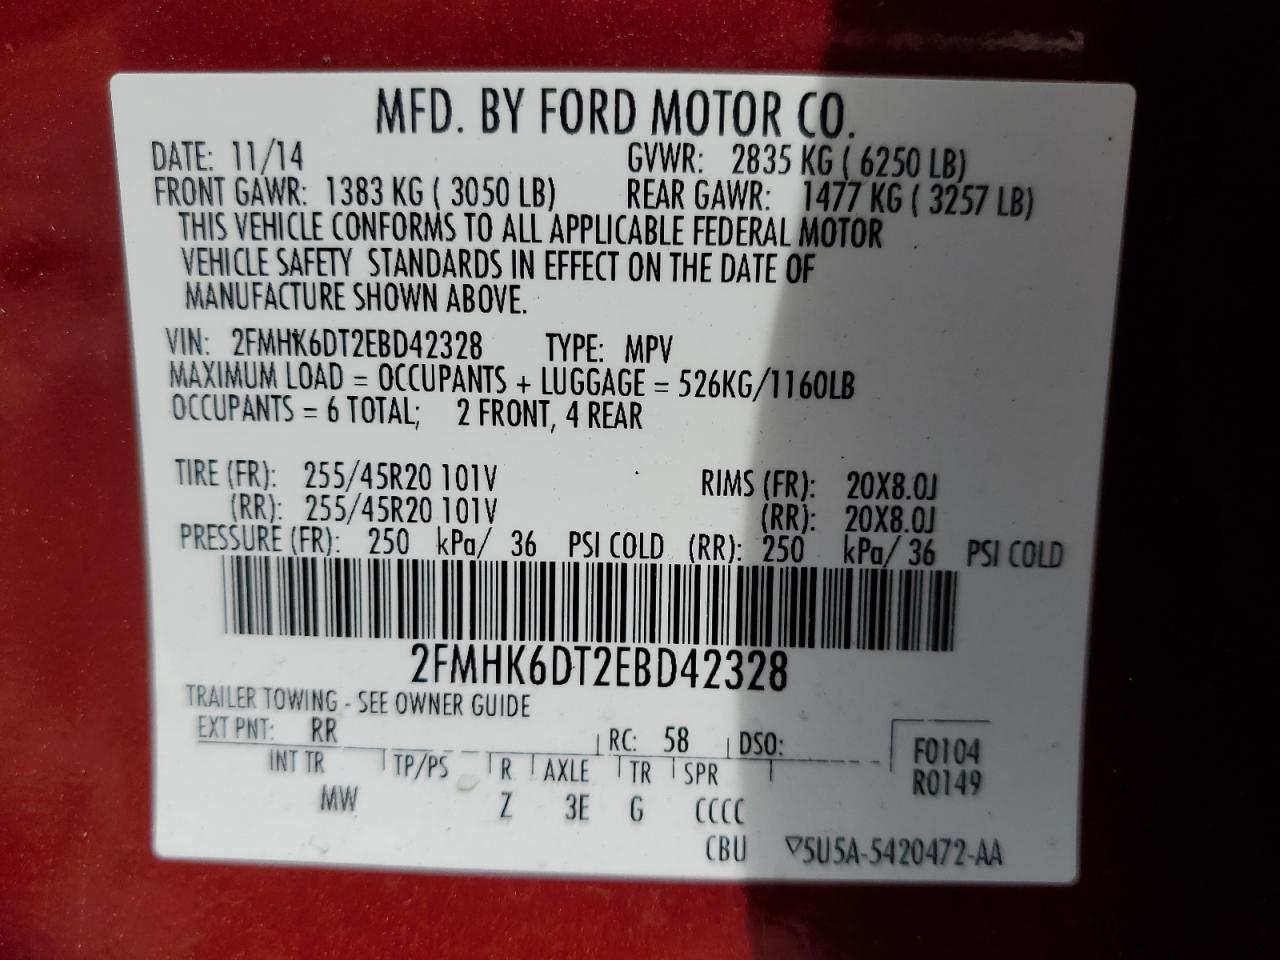 MFD. BY FORD MOTOR CO.
DATE: 11/14 GVWR: 2835 KG ( 6250 LB)
FRONT GAWR: 1383 KG ( 3050 LB) REAR GAWR: 1477 KG ( 3257 LB)
THIS VEHICLE CONFORMS TO ALL APPLICABLE FEDERAL MOTOR
VEHICLE SAFETY STANDARDS IN EFFECT ON THE DATE OF
MANUFACTURE SHOWN ABOVE.
VIN: 2FMHK6DT2EBD42328 TYPE: MPV
MAXIMUM LOAD = OCCUPANTS + LUGGAGE = 526KG/1160LB
OCCUPANTS = 6 TOTAL; 2 FRONT, 4 REAR
TIRE (FR): 255/45R20 101V RIMS (FR): 20X8.0J
(RR): 255/45R20 101V (RR): 20X8.0J
PRESSURE (FR): 250 kPa/ 36 PSI COLD (RR): 250 kPa/ 36 PSI COLD
2FMHK6DT2EBD42328
TRAILER TOWING - SEE OWNER GUIDE
EXT PNT: RR RC: 58 DSO: F0104
INT TR TP/PS R AXLE TR SPR R0149
MW Z 3E G CCCC
CBU ▽5U5A-5420472-AA